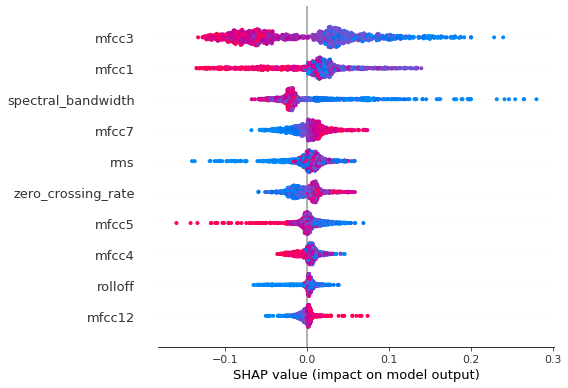 mfcc3
mfcc1
spectral_bandwidth
mfcc7
rms
zero_crossing_rate
mfcc5
mfcc4
rolloff
mfcc12
−0.1 0.0 0.1 0.2 0.3
SHAP value (impact on model output)